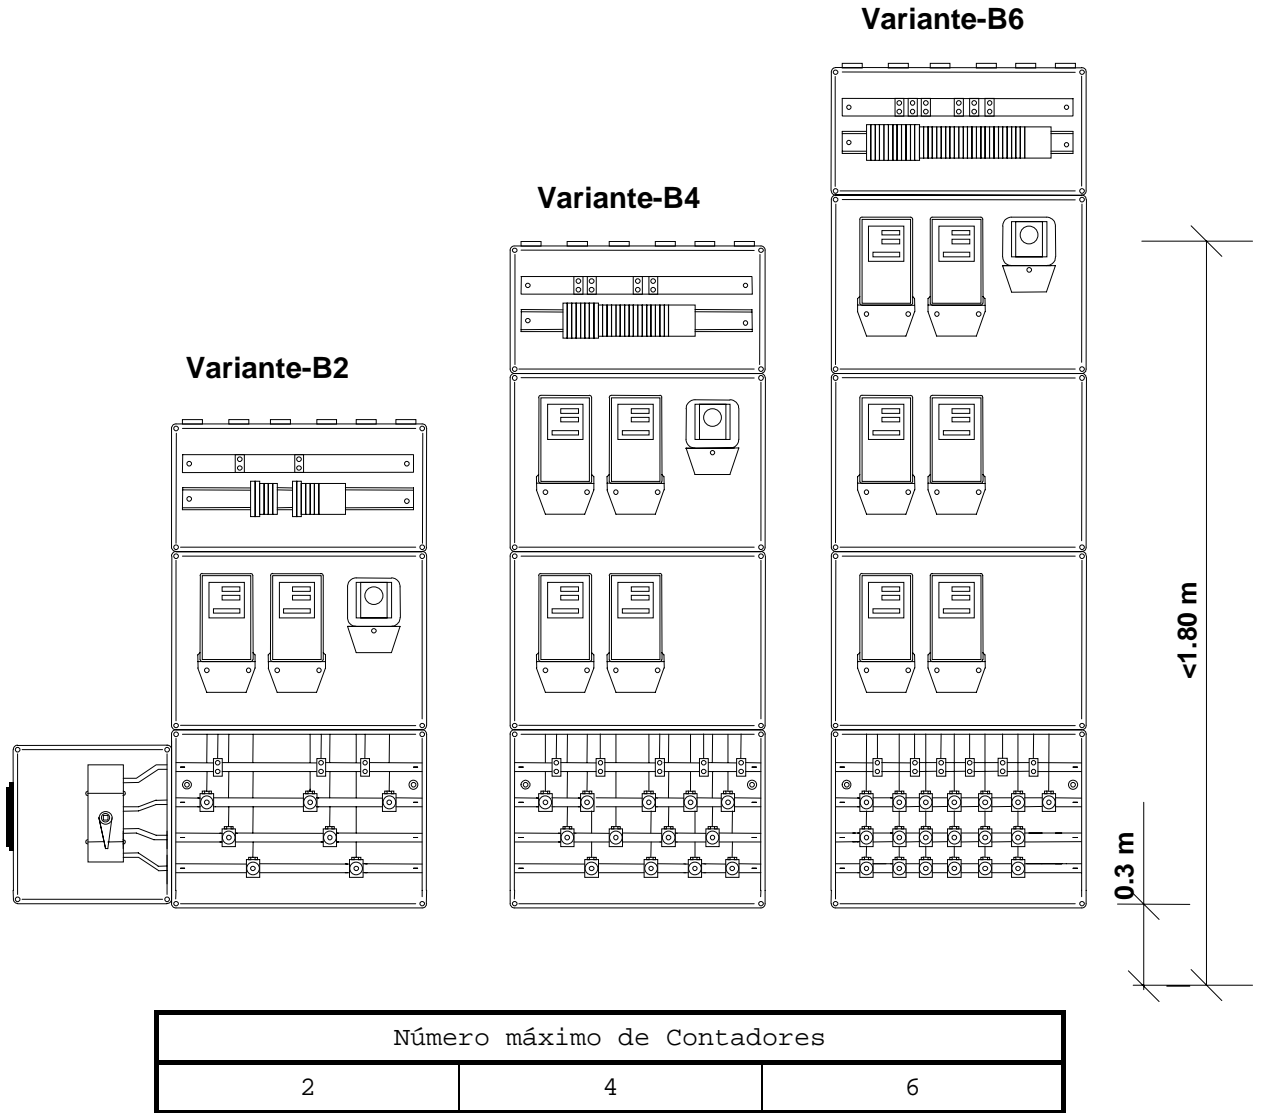 Variante-B6
Variante-B4
Variante-B2
<1.80 m
0.3 m
Número máximo de Contadores
2 4 6